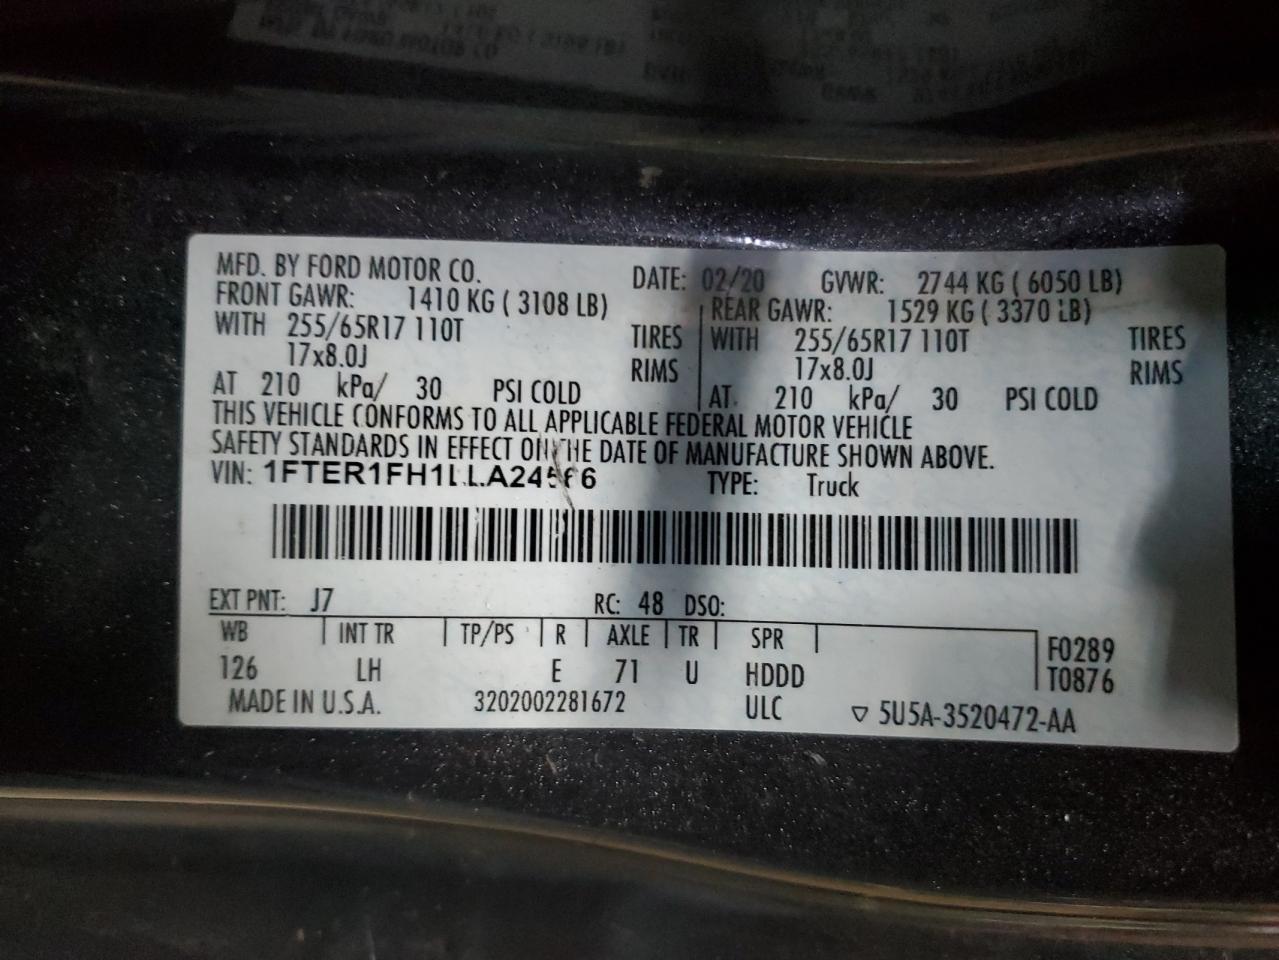 MFD. BY FORD MOTOR CO. DATE: 02/20 GVWR: 2744 KG ( 6050 LB)
FRONT GAWR: 1410 KG ( 3108 LB) REAR GAWR: 1529 KG ( 3370 LB)
WITH 255/65R17 110T TIRES WITH 255/65R17 110T TIRES
17x8.0J RIMS 17x8.0J RIMS
AT 210 kPa/ 30 PSI COLD AT 210 kPa/ 30 PSI COLD
THIS VEHICLE CONFORMS TO ALL APPLICABLE FEDERAL MOTOR VEHICLE
SAFETY STANDARDS IN EFFECT ON THE DATE OF MANUFACTURE SHOWN ABOVE.
VIN: TYPE: Truck
EXT PNT: J7 RC: 48 DSO:
WB INT TR TP/PS R AXLE TR SPR F0289
126 LH E 71 U HDDD T0876
MADE IN U.S.A. 3202002281672 ULC ▽ 5U5A-3520472-AA